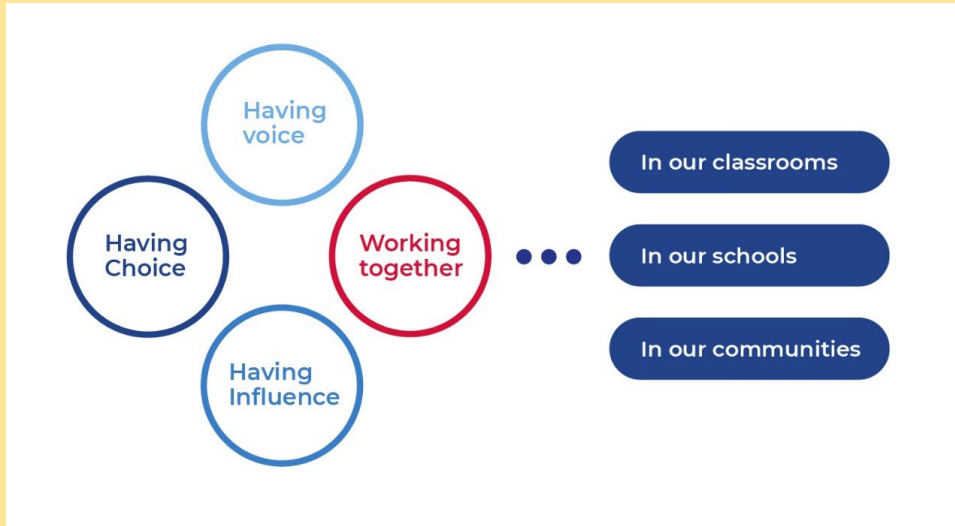 Having
voice
Having
Choice
Working
together
Having
Influence
In our classrooms
In our schools
In our communities